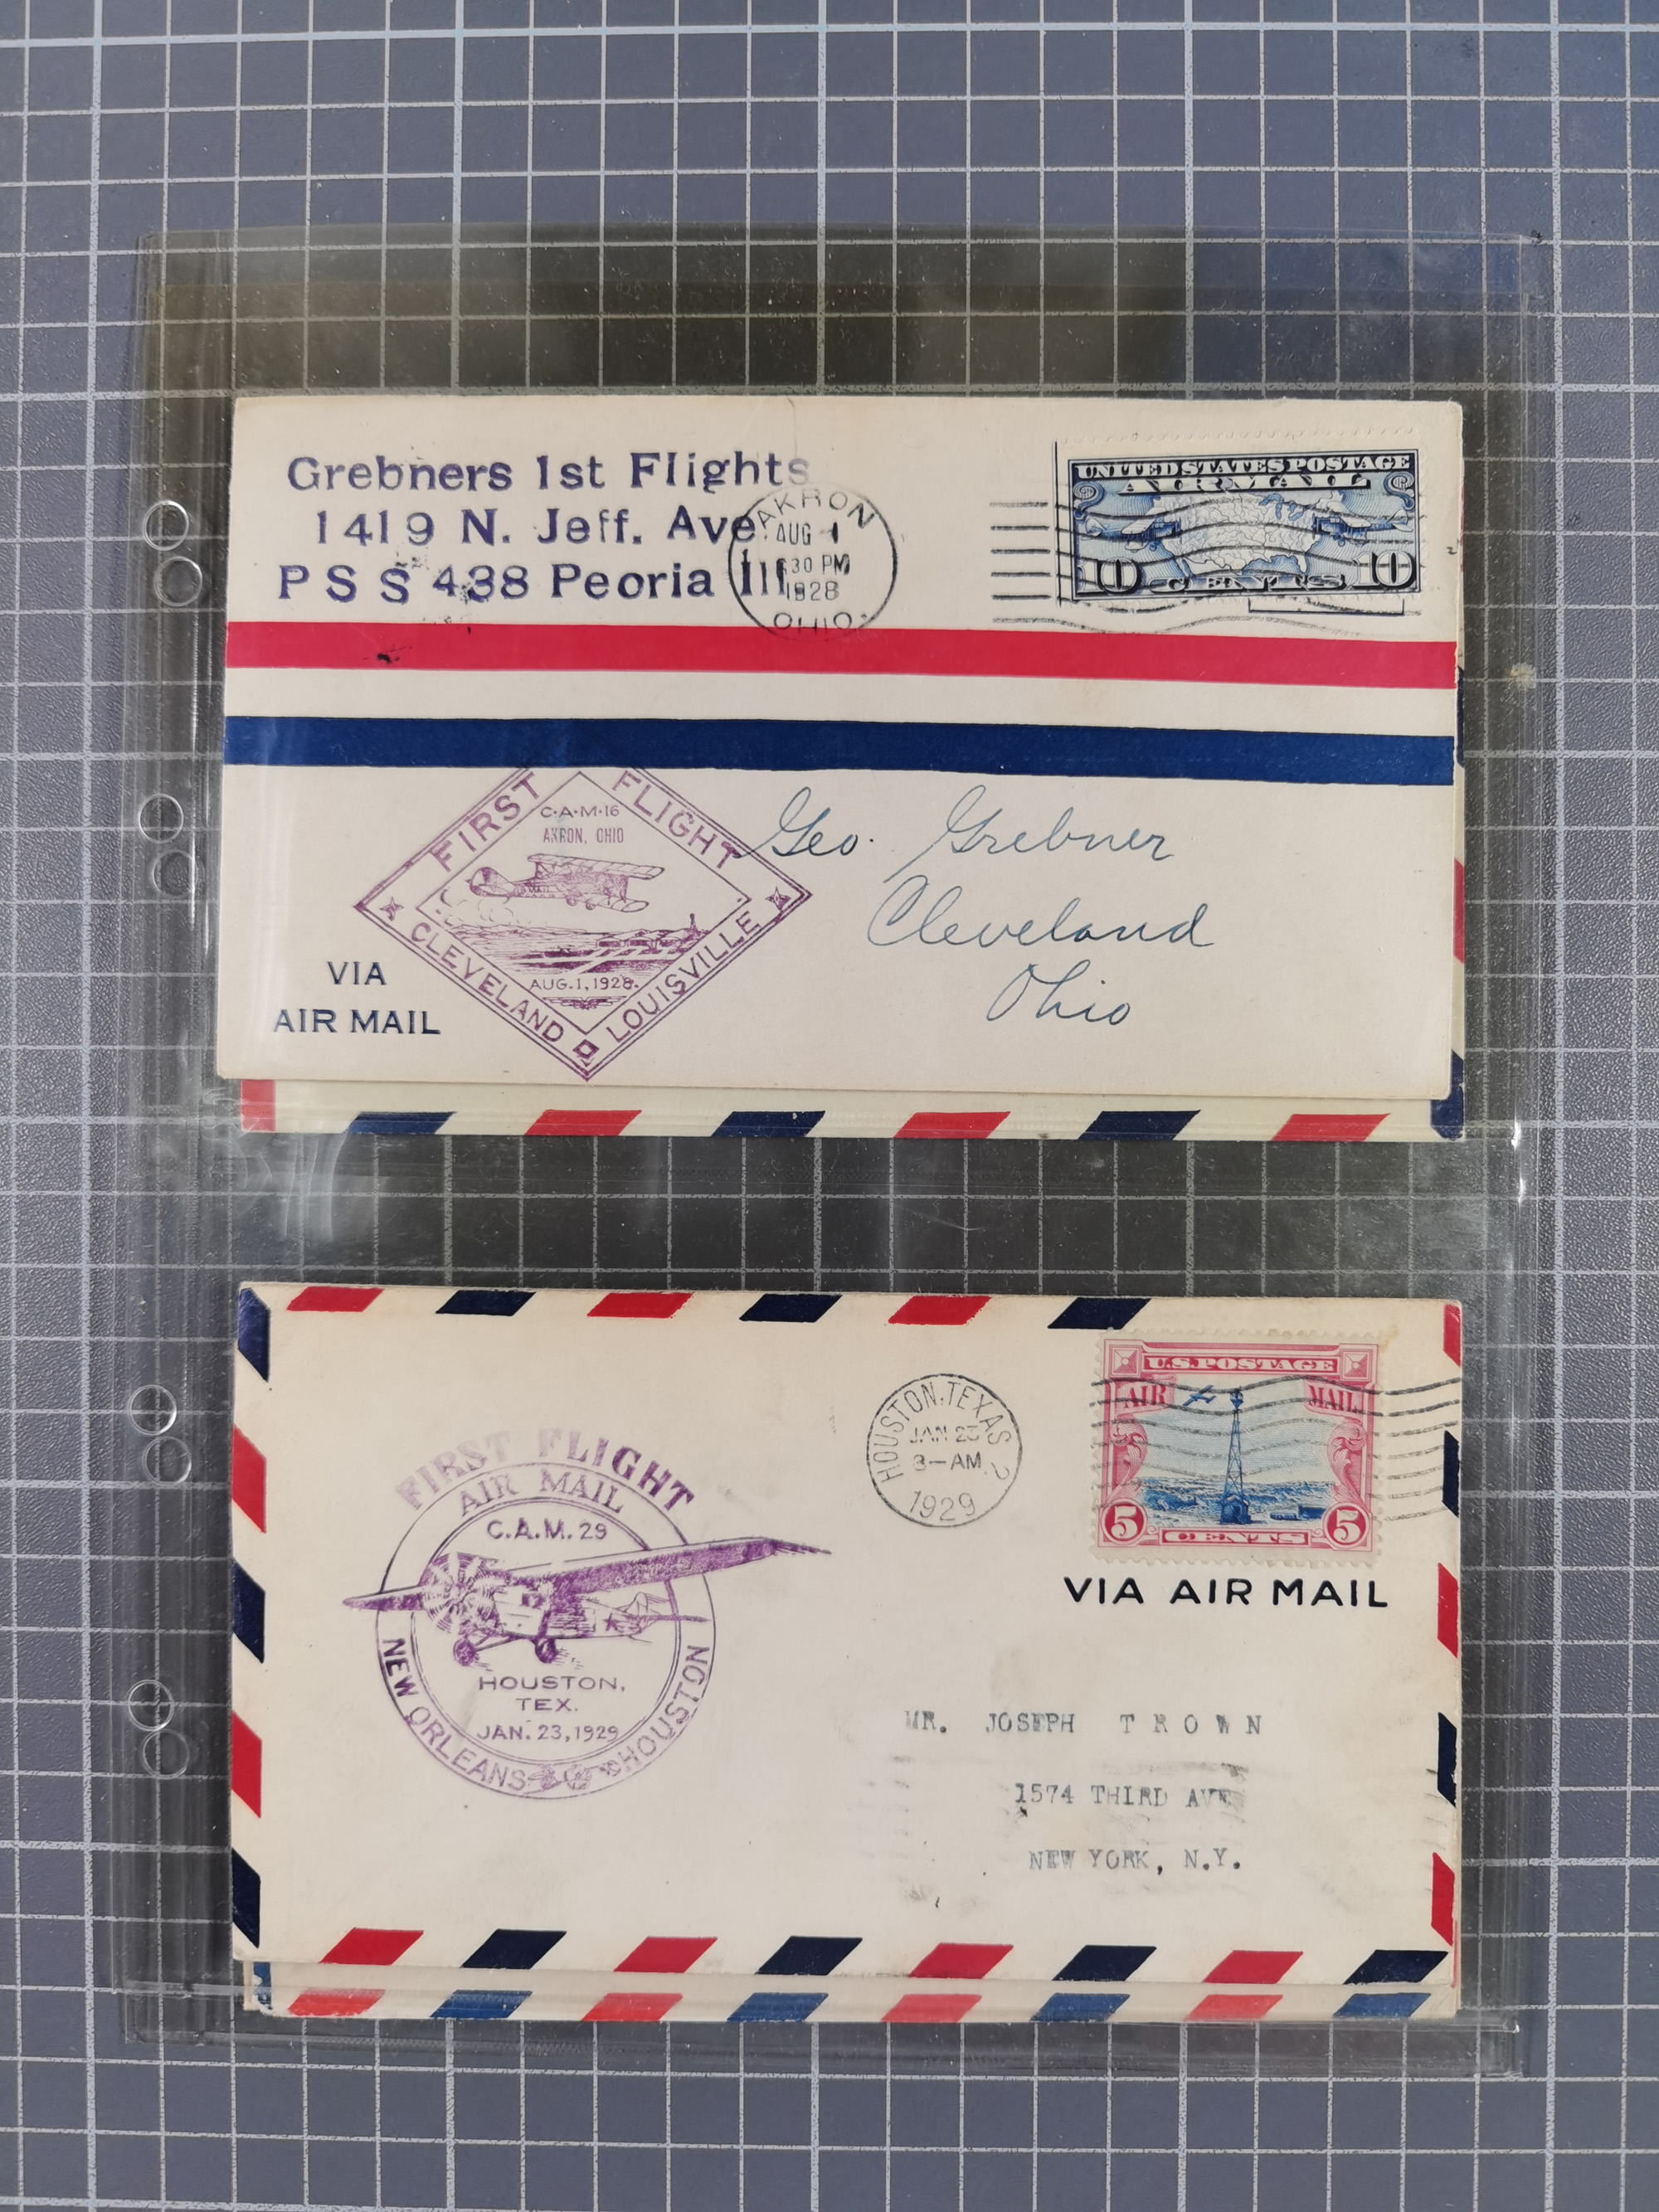 Grebners 1st Flights
1419 N. Jeff. Ave
P S S 438 Peoria Ill
AKRON
AUG 1
30 PM
1928
OHIO
UNITED STATES POSTAGE
AIR MAIL
10 CENTS 10
FIRST FLIGHT
C·A·M·16
AKRON, OHIO
AUG. 1, 1928.
CLEVELAND LOUISVILLE
VIA
AIR MAIL
Geo. Grebner
Cleveland
Ohio
FIRST FLIGHT
AIR MAIL
C.A.M. 29
HOUSTON,
TEX.
JAN. 23, 1929
NEW ORLEANS HOUSTON
HOUSTON, TEXAS 2
JAN 23
8-AM
1929
U.S. POSTAGE
AIR MAIL
5 CENTS 5
VIA AIR MAIL
MR. JOSEPH T R O W N
1574 THIRD AVE
NEW YORK, N.Y.